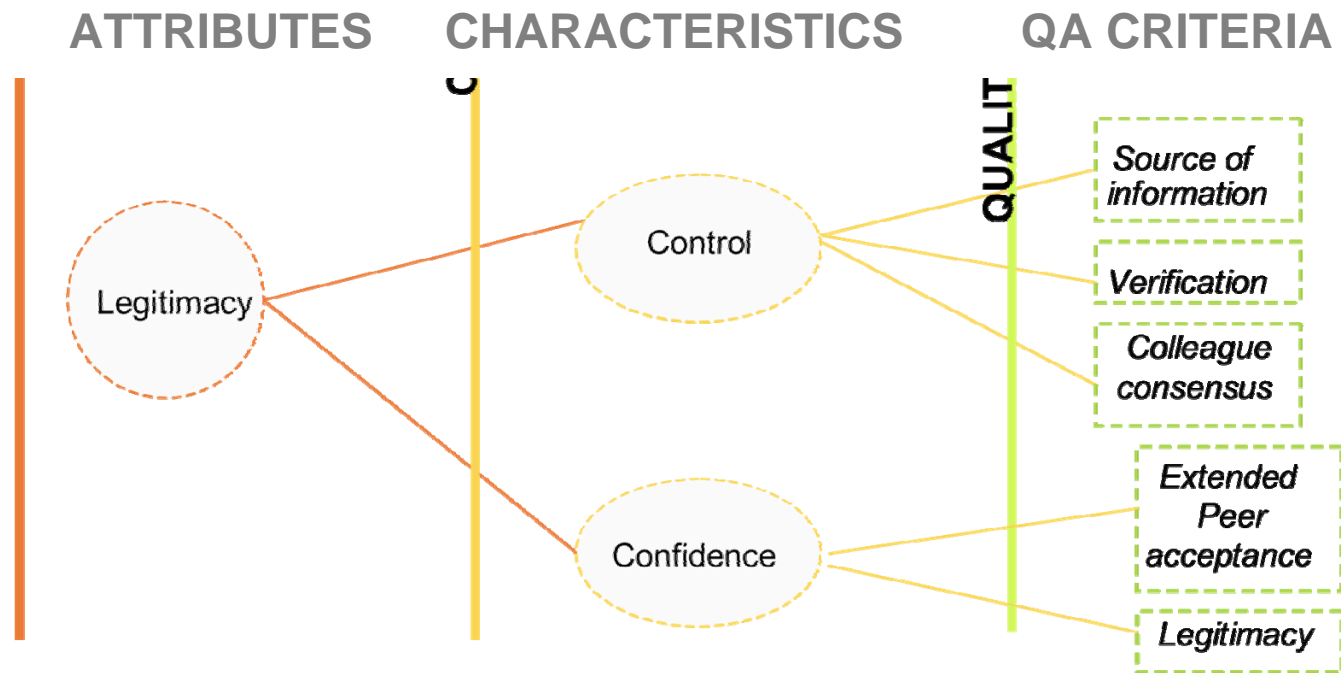 ATTRIBUTES CHARACTERISTICS QA CRITERIA
C
QUALIT
Legitimacy
Control
Confidence
Source of
information
Verification
Colleague
consensus
Extended
Peer
acceptance
Legitimacy